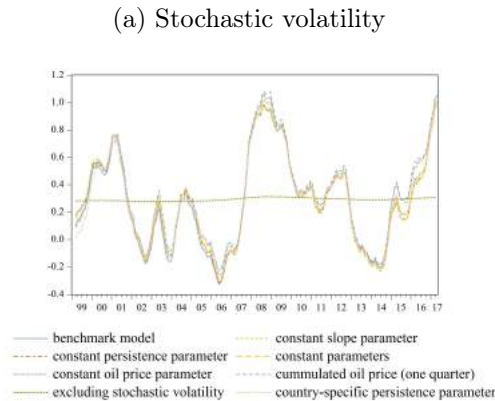 (a) Stochastic volatility
1.2
1.0
0.8
0.6
0.4
0.2
-0.0
-0.2
-0.4
99 00 01 02 03 04 05 06 07 08 09 10 11 12 13 14 15 16 17
benchmark model constant slope parameter
constant persistence parameter constant parameters
constant oil price parameter cummulated oil price (one quarter)
excluding stochastic volatility country-specific persistence parameter